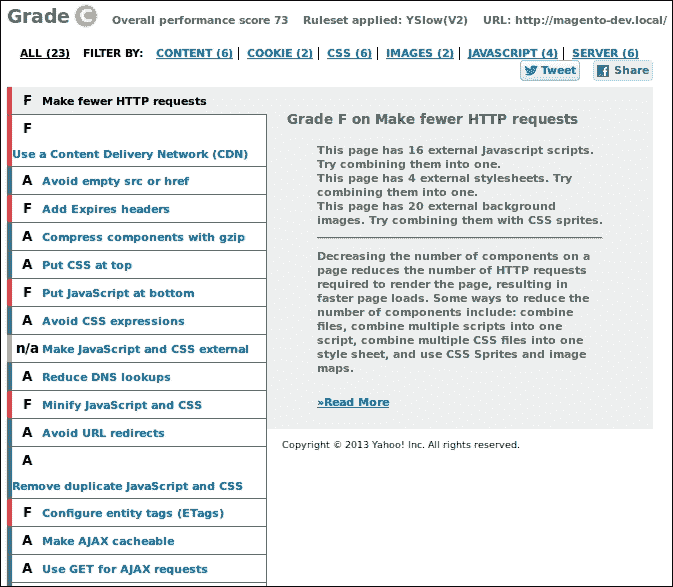 Grade C Overall performance score 73 Ruleset applied: YSlow(V2) URL: http://magento-dev.local/
ALL (23) FILTER BY: CONTENT (6) COOKIE (2) CSS (6) IMAGES (2) JAVASCRIPT (4) SERVER (6)
Tweet Share
F Make fewer HTTP requests
F
Use a Content Delivery Network (CDN)
A Avoid empty src or href
F Add Expires headers
A Compress components with gzip
A Put CSS at top
F Put JavaScript at bottom
A Avoid CSS expressions
n/a Make JavaScript and CSS external
A Reduce DNS lookups
F Minify JavaScript and CSS
A Avoid URL redirects
A
Remove duplicate JavaScript and CSS
F Configure entity tags (ETags)
A Make AJAX cacheable
A Use GET for AJAX requests
Grade F on Make fewer HTTP requests
This page has 16 external Javascript scripts.
Try combining them into one.
This page has 4 external stylesheets. Try
combining them into one.
This page has 20 external background
images. Try combining them with CSS sprites.
Decreasing the number of components on a
page reduces the number of HTTP requests
required to render the page, resulting in
faster page loads. Some ways to reduce the
number of components include: combine
files, combine multiple scripts into one
script, combine multiple CSS files into one
style sheet, and use CSS Sprites and image
maps.
»Read More
Copyright © 2013 Yahoo! Inc. All rights reserved.